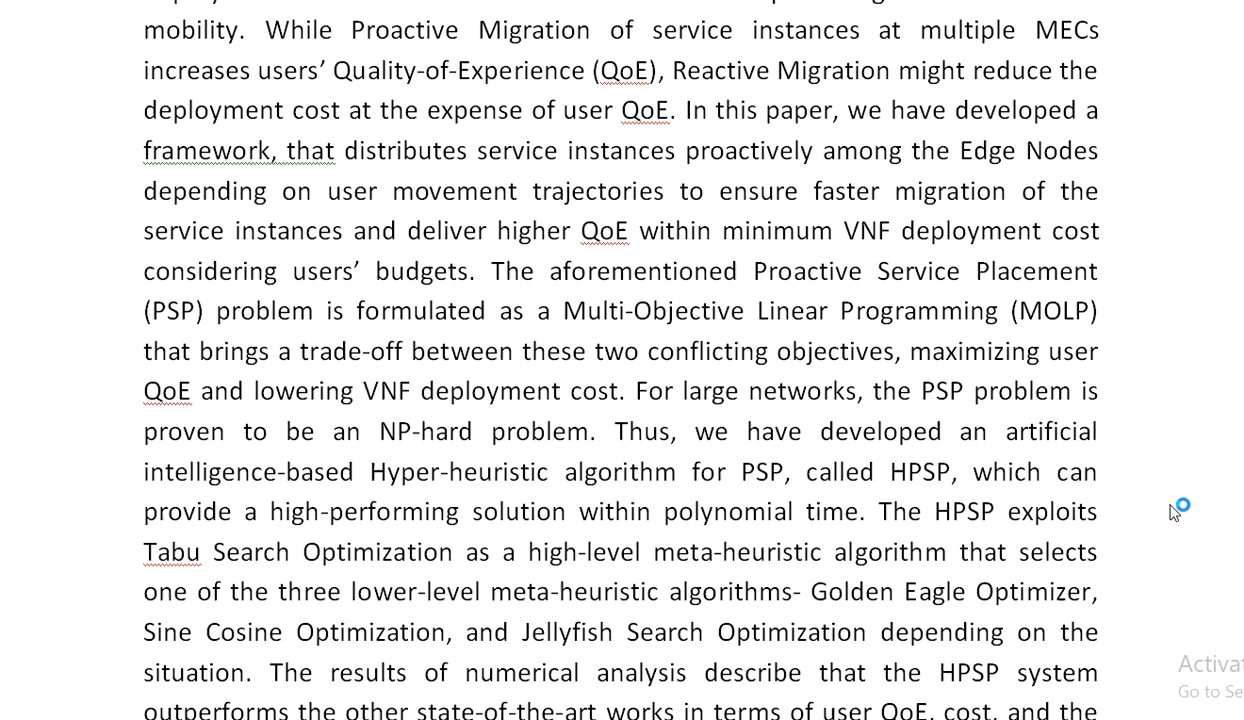 mobility. While Proactive Migration of service instances at multiple MECs
increases users’ Quality-of-Experience (QoE), Reactive Migration might reduce the
deployment cost at the expense of user QoE. In this paper, we have developed a
framework, that distributes service instances proactively among the Edge Nodes
depending on user movement trajectories to ensure faster migration of the
service instances and deliver higher QoE within minimum VNF deployment cost
considering users’ budgets. The aforementioned Proactive Service Placement
(PSP) problem is formulated as a Multi-Objective Linear Programming (MOLP)
that brings a trade-off between these two conflicting objectives, maximizing user
QoE and lowering VNF deployment cost. For large networks, the PSP problem is
proven to be an NP-hard problem. Thus, we have developed an artificial
intelligence-based Hyper-heuristic algorithm for PSP, called HPSP, which can
provide a high-performing solution within polynomial time. The HPSP exploits
Tabu Search Optimization as a high-level meta-heuristic algorithm that selects
one of the three lower-level meta-heuristic algorithms- Golden Eagle Optimizer,
Sine Cosine Optimization, and Jellyfish Search Optimization depending on the
situation. The results of numerical analysis describe that the HPSP system
outperforms the other state-of-the-art works in terms of user QoE, cost, and the
Activat
Go to Se